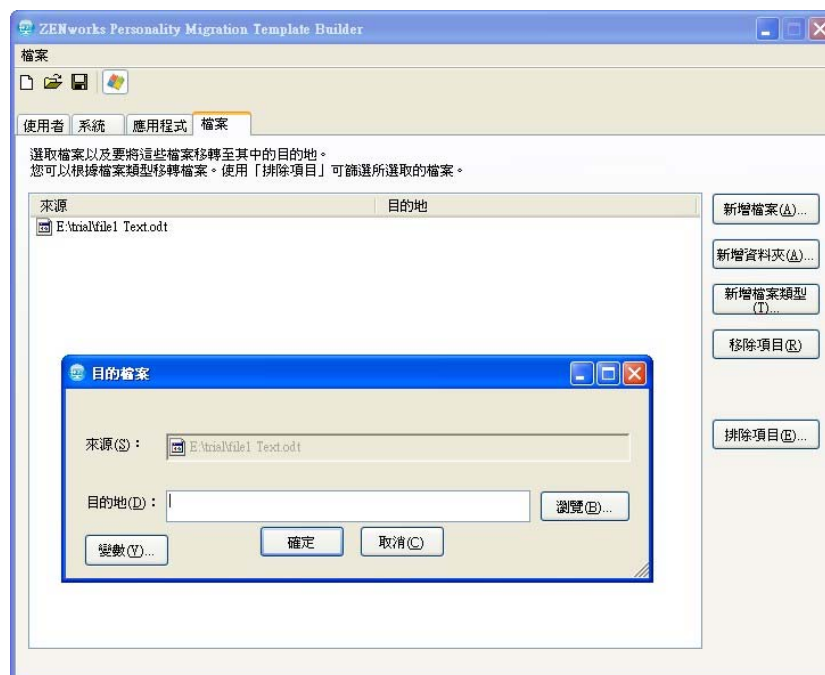 ZENworks Personality Migration Template Builder
檔案
使用者 系統 應用程式 檔案
選取檔案以及要將這些檔案移轉至其中的目的地。
您可以根據檔案類型移轉檔案。使用「排除項目」可篩選所選取的檔案。
來源 目的地
E:\trial\file1 Text.odt
新增檔案(A)...
新增資料夾(A)...
新增檔案類型
(T)...
移除項目(R)
排除項目(E)...
目的檔案
來源(S)： E:\trial\file1 Text.odt
目的地(D)： 瀏覽(B)...
變數(V)... 確定 取消(C)